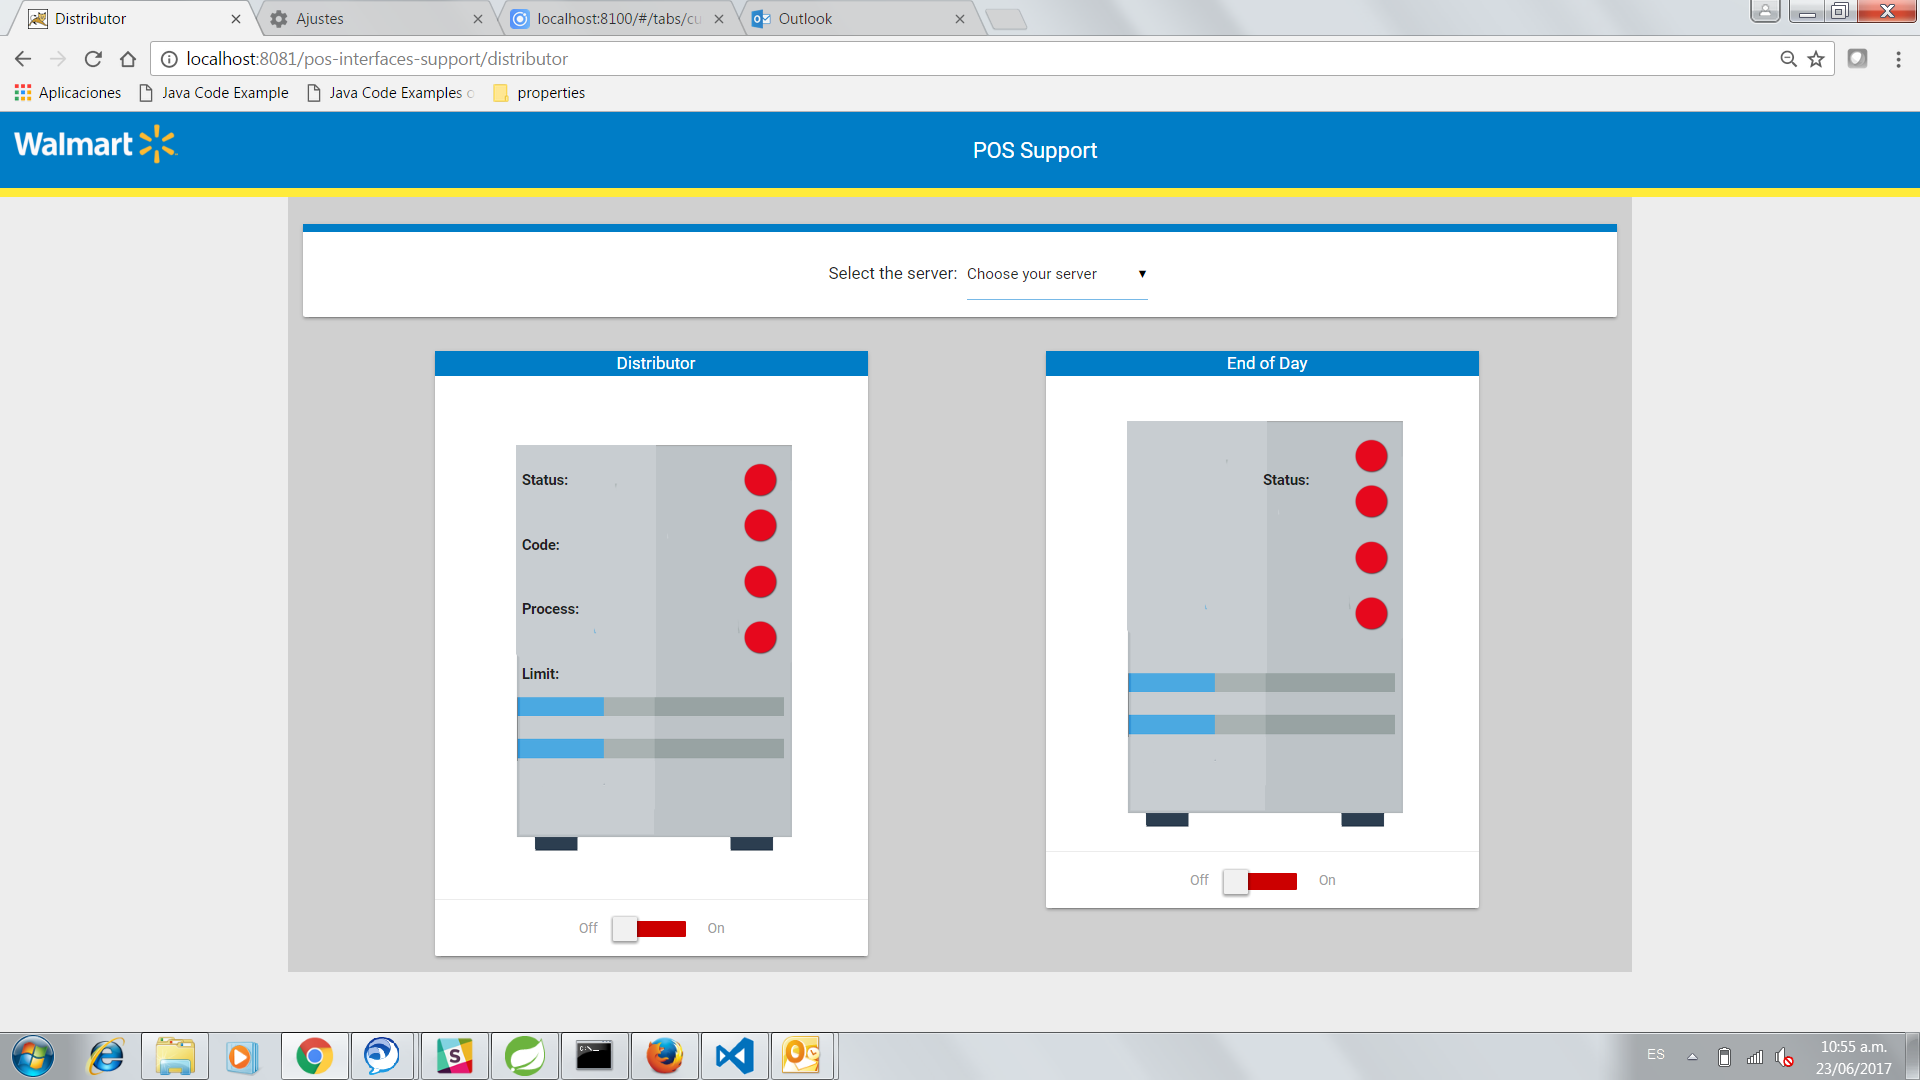 Distributor
Ajustes
localhost:8100/#/tabs/cu
Outlook
localhost:8081/pos-interfaces-support/distributor
Aplicaciones
Java Code Example
Java Code Examples o
properties
Walmart
POS Support
Select the server: Choose your server
Distributor
Status:
Code:
Process:
Limit:
Off On
End of Day
Status:
Off On
ES
10:55 a.m.
23/06/2017